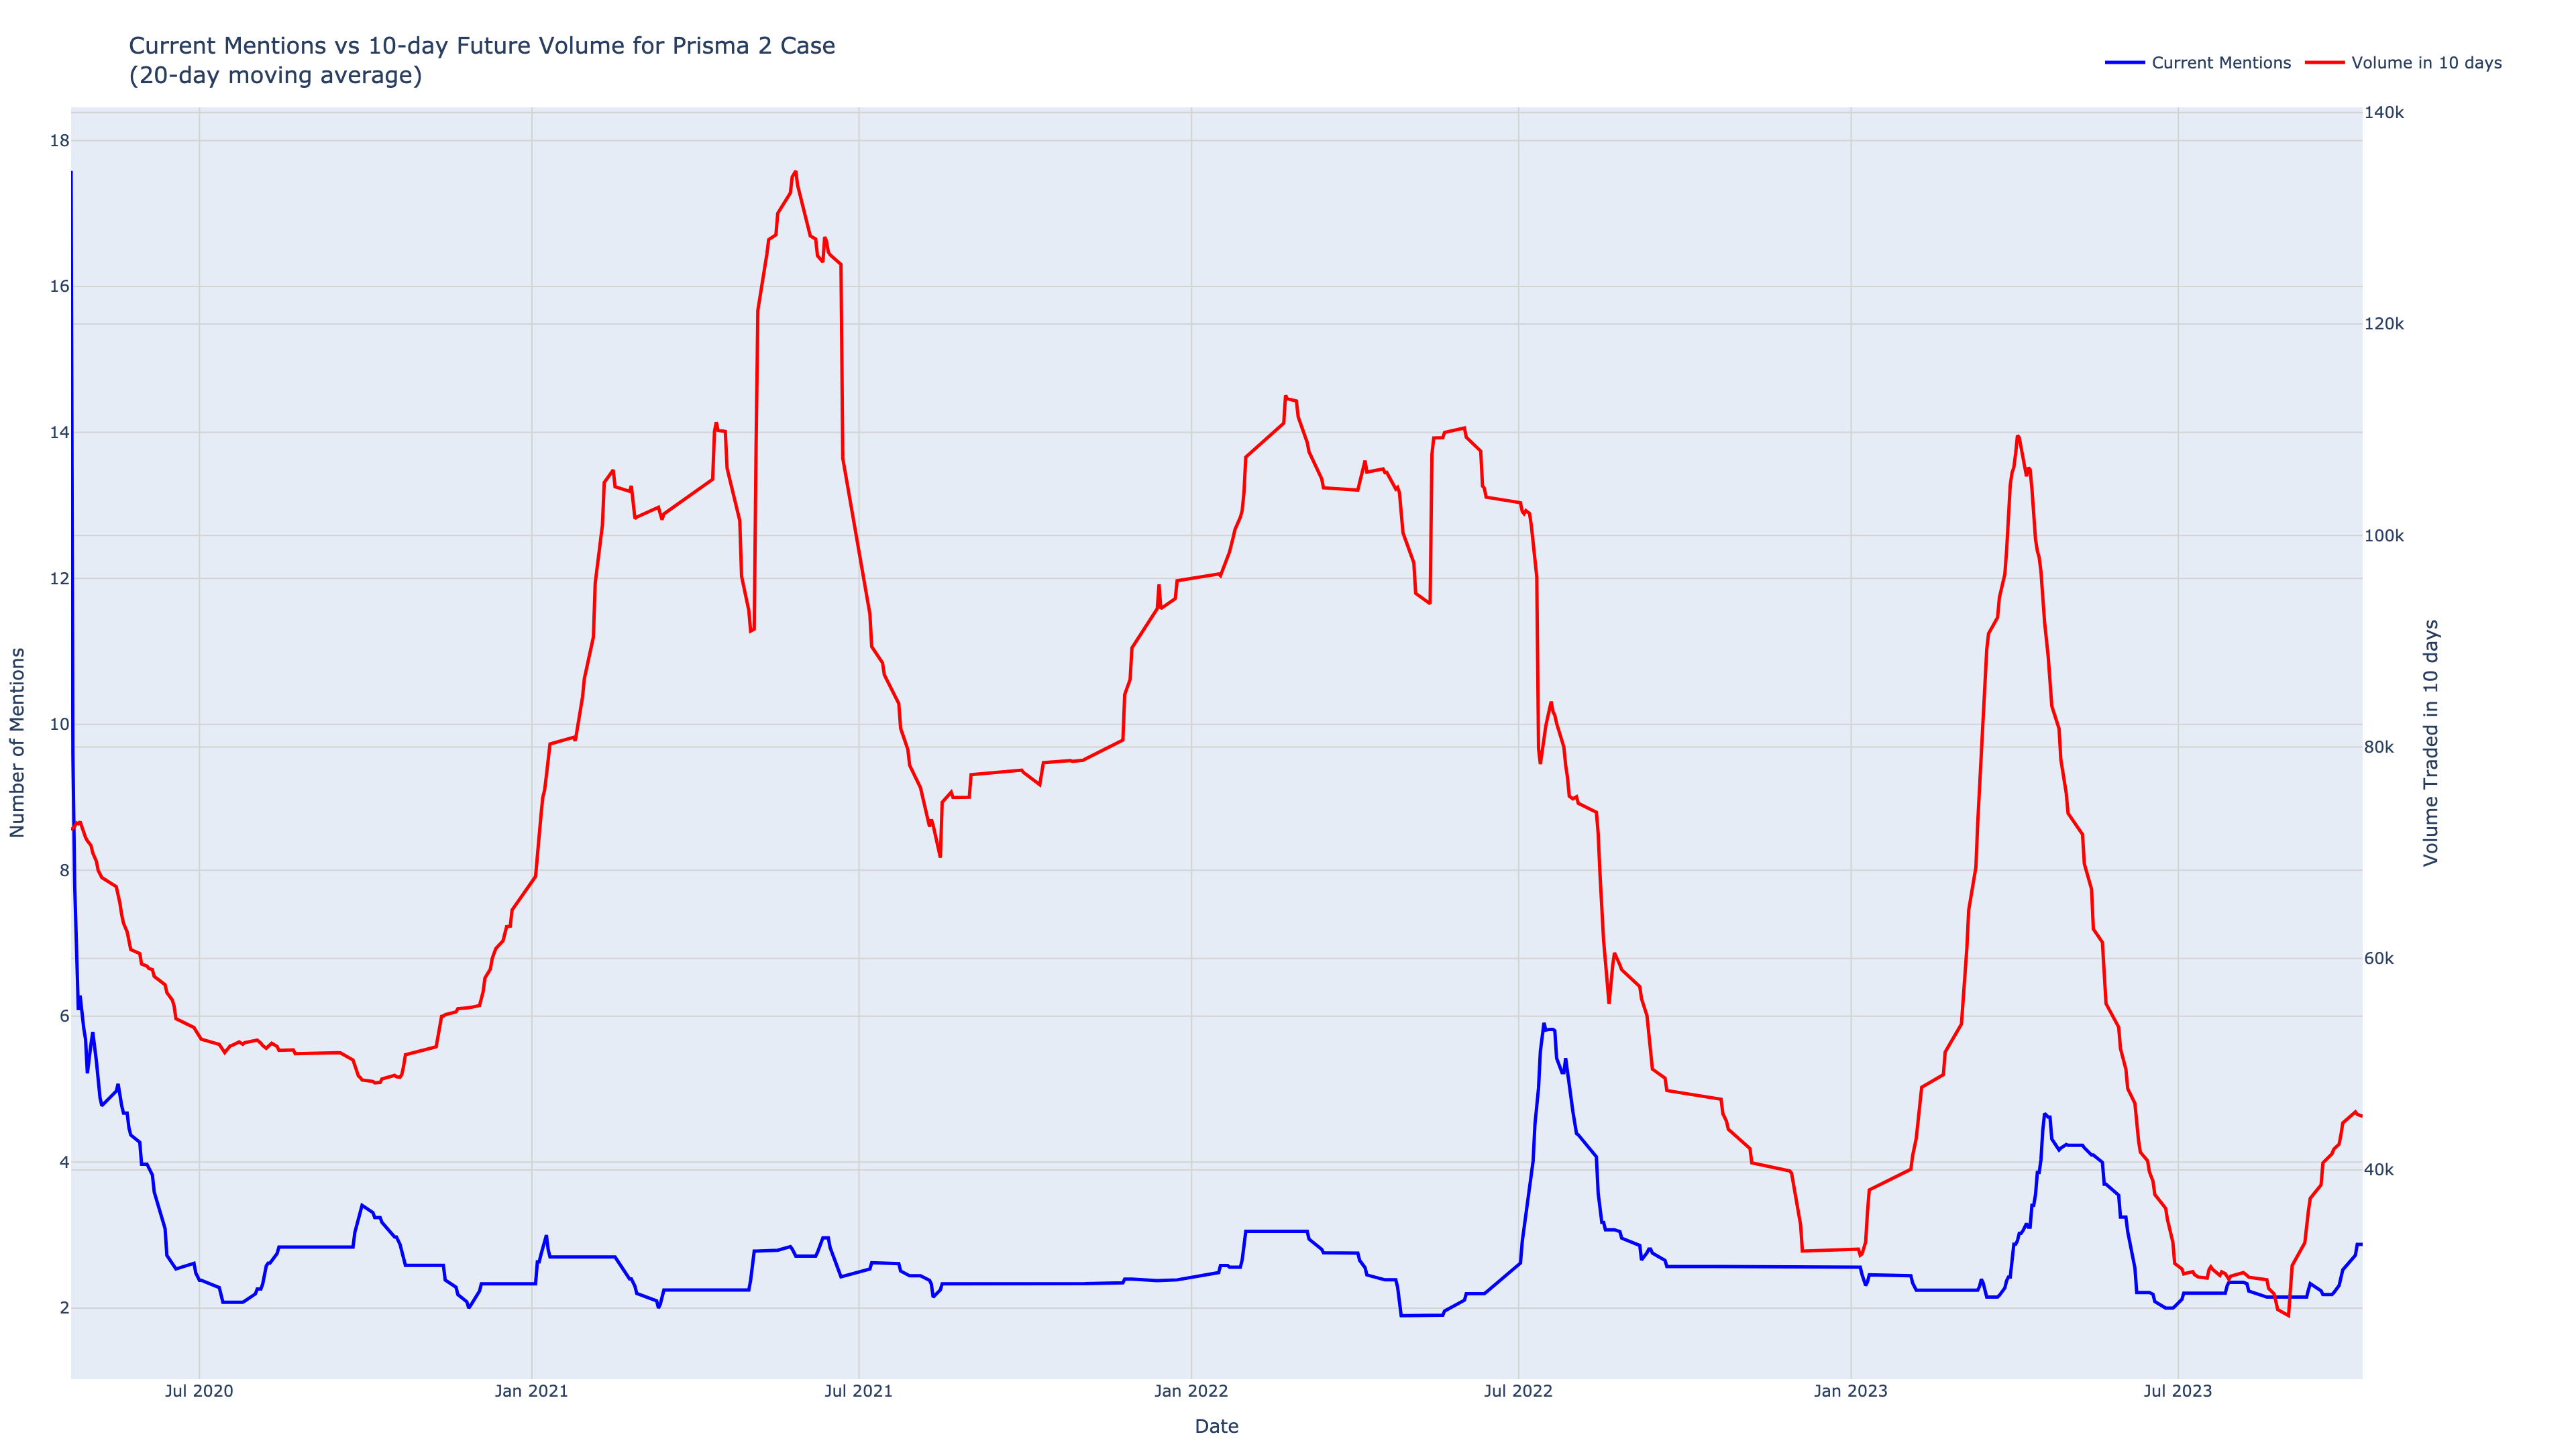 Current Mentions vs 10-day Future Volume for Prisma 2 Case
(20-day moving average)
Current Mentions
Volume in 10 days
18
16
14
12
10
8
6
4
2
Number of Mentions
140k
120k
100k
80k
60k
40k
Volume Traded in 10 days
Jul 2020
Jan 2021
Jul 2021
Jan 2022
Jul 2022
Jan 2023
Jul 2023
Date